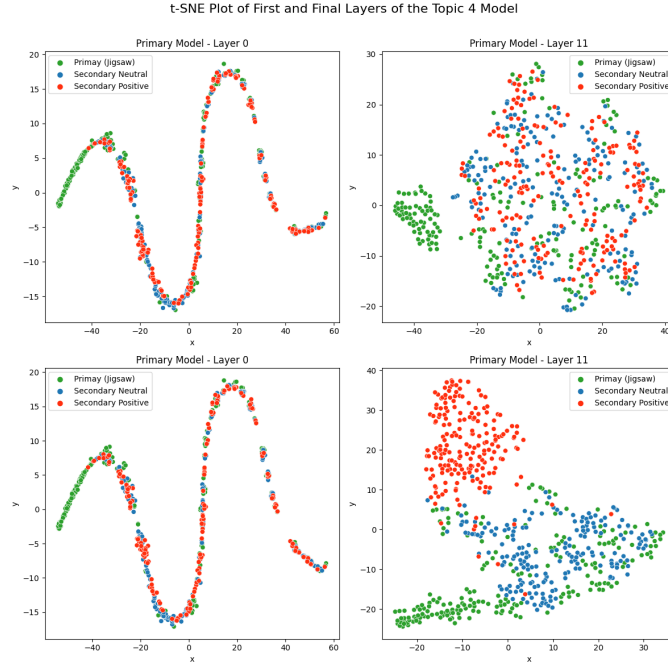 t-SNE Plot of First and Final Layers of the Topic 4 Model
Primary Model - Layer 0
Primay (Jigsaw)
Secondary Neutral
Secondary Positive
20
15
10
5
0
−5
−10
−15
y
−40
−20
0
20
40
60
x
Primary Model - Layer 11
Primay (Jigsaw)
Secondary Neutral
Secondary Positive
30
20
10
0
−10
−20
y
−40
−20
0
20
40
x
Primary Model - Layer 0
Primay (Jigsaw)
Secondary Neutral
Secondary Positive
20
15
10
5
0
−5
−10
−15
y
−40
−20
0
20
40
60
x
Primary Model - Layer 11
Primay (Jigsaw)
Secondary Neutral
Secondary Positive
40
30
20
10
0
−10
−20
y
−20
−10
0
10
20
30
x